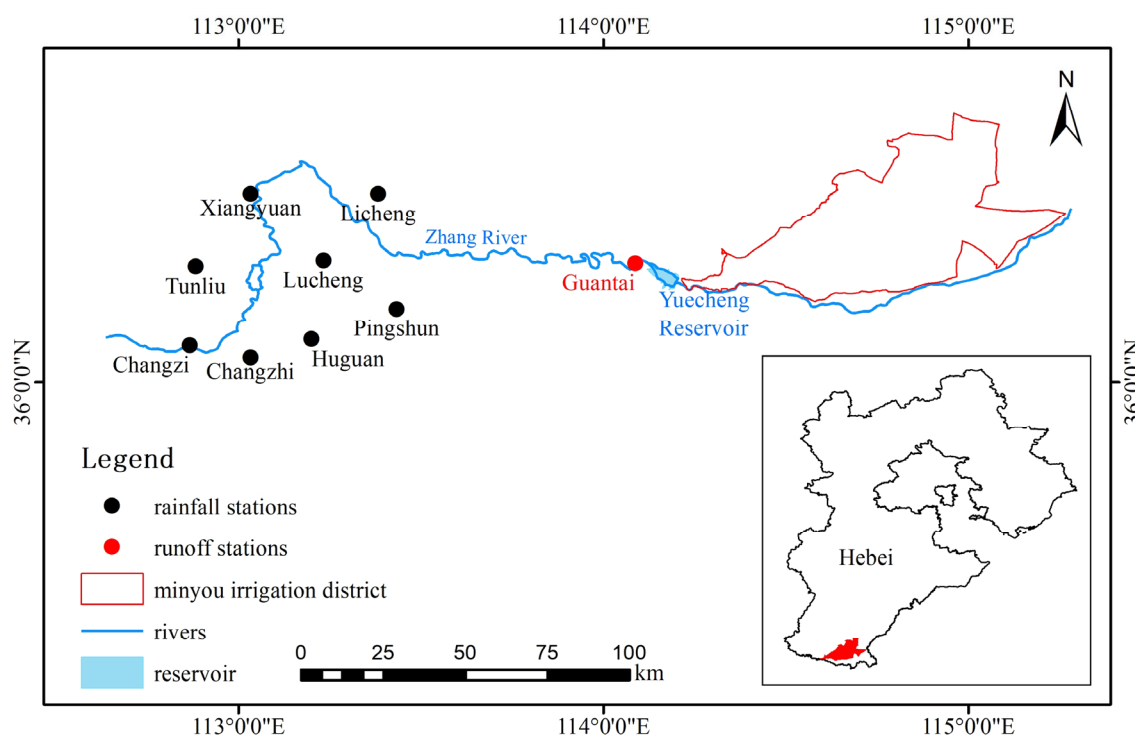 113°0'0"E
114°0'0"E
115°0'0"E
N
Xiangyuan
Licheng
Zhang River
Tunliu
Lucheng
Guantai
Yuecheng
Reservoir
Pingshun
Changzi
Changzhi
Huguan
36°0'0"N
36°0'0"N
Legend
rainfall stations
runoff stations
minyou irrigation district
rivers
reservoir
0
25
50
75
100
km
Hebei
113°0'0"E
114°0'0"E
115°0'0"E